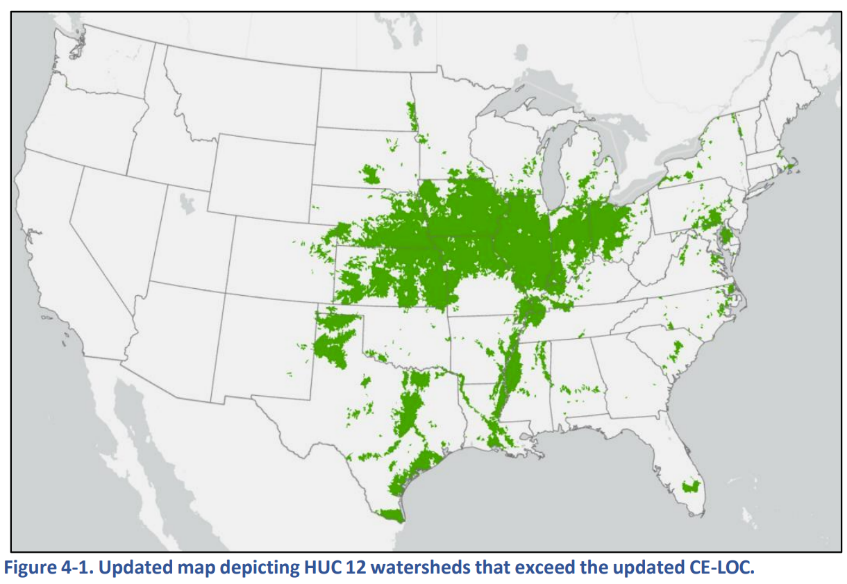 Figure 4-1. Updated map depicting HUC 12 watersheds that exceed the updated CE-LOC.